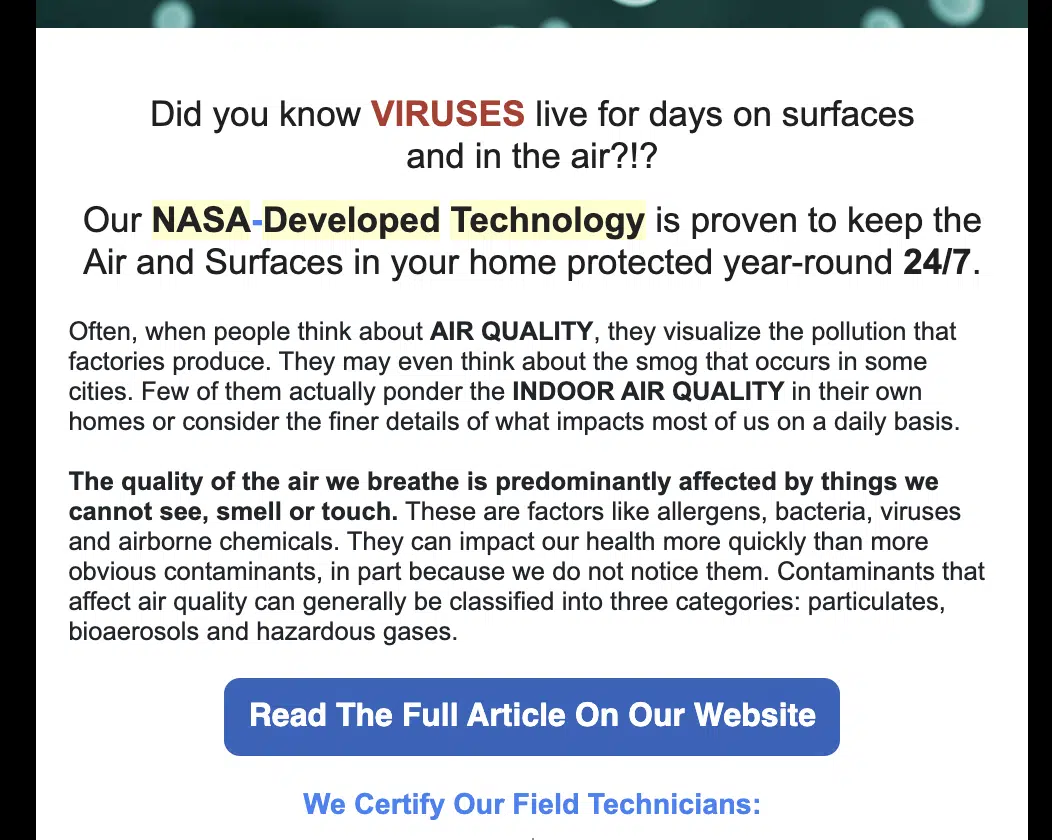 Did you know VIRUSES live for days on surfaces
and in the air?!?
Our NASA-Developed Technology is proven to keep the
Air and Surfaces in your home protected year-round 24/7.
Often, when people think about AIR QUALITY, they visualize the pollution that
factories produce. They may even think about the smog that occurs in some
cities. Few of them actually ponder the INDOOR AIR QUALITY in their own
homes or consider the finer details of what impacts most of us on a daily basis.
The quality of the air we breathe is predominantly affected by things we
cannot see, smell or touch. These are factors like allergens, bacteria, viruses
and airborne chemicals. They can impact our health more quickly than more
obvious contaminants, in part because we do not notice them. Contaminants that
affect air quality can generally be classified into three categories: particulates,
bioaerosols and hazardous gases.
Read The Full Article On Our Website
We Certify Our Field Technicians: